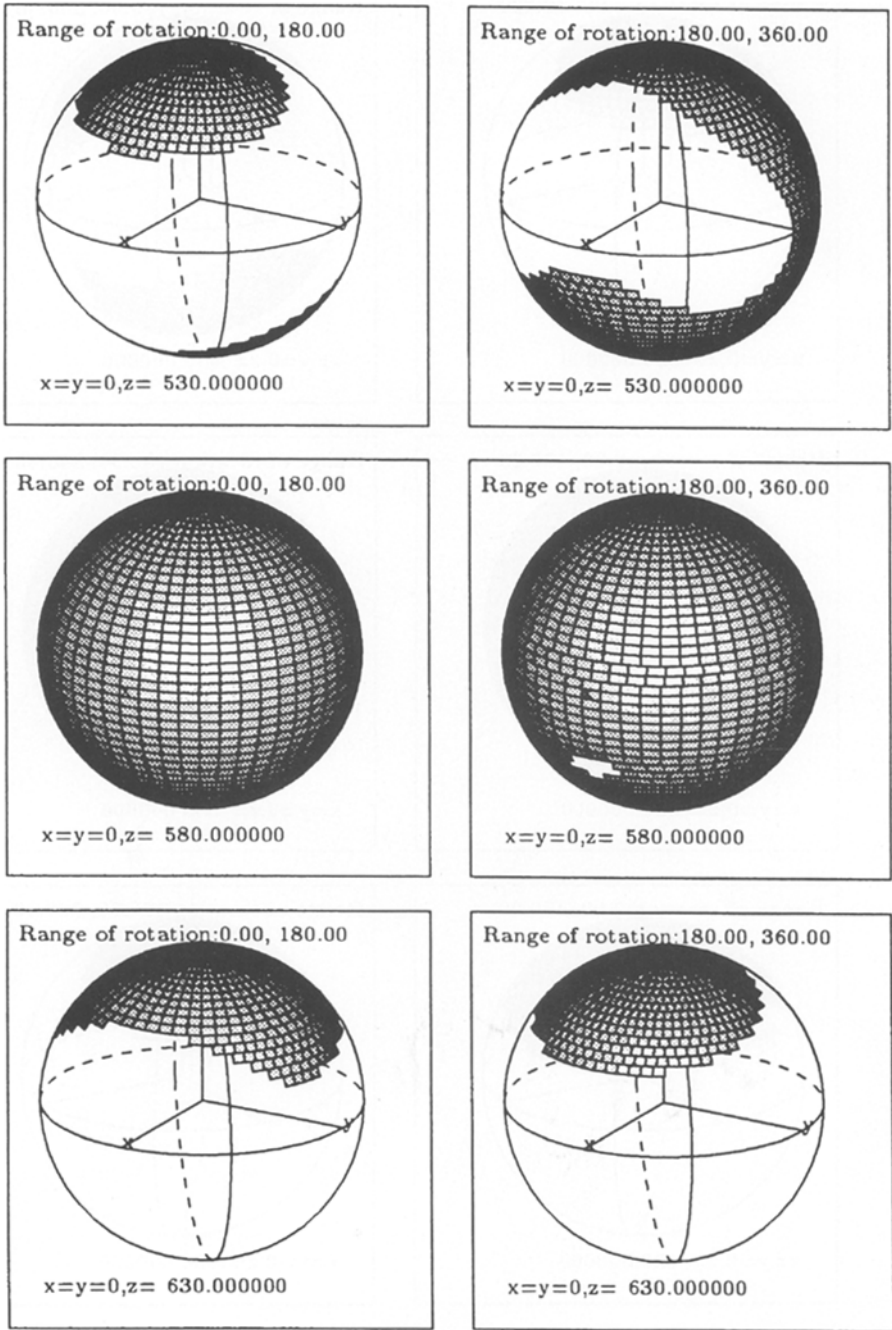 Range of rotation:0.00, 180.00
x
y
x=y=0,z= 530.000000
Range of rotation:180.00, 360.00
x
x=y=0,z= 530.000000
Range of rotation:0.00, 180.00
x=y=0,z= 580.000000
Range of rotation:180.00, 360.00
x=y=0,z= 580.000000
Range of rotation:0.00, 180.00
x
y
x=y=0,z= 630.000000
Range of rotation:180.00, 360.00
x
y
x=y=0,z= 630.000000